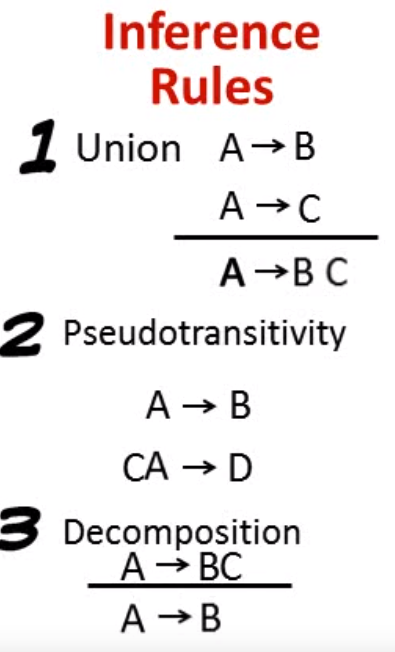 Inference
Rules
1 Union A → B
A → C
A → B C
2 Pseudotransitivity
A → B
CA → D
3 Decomposition
A → BC
A → B